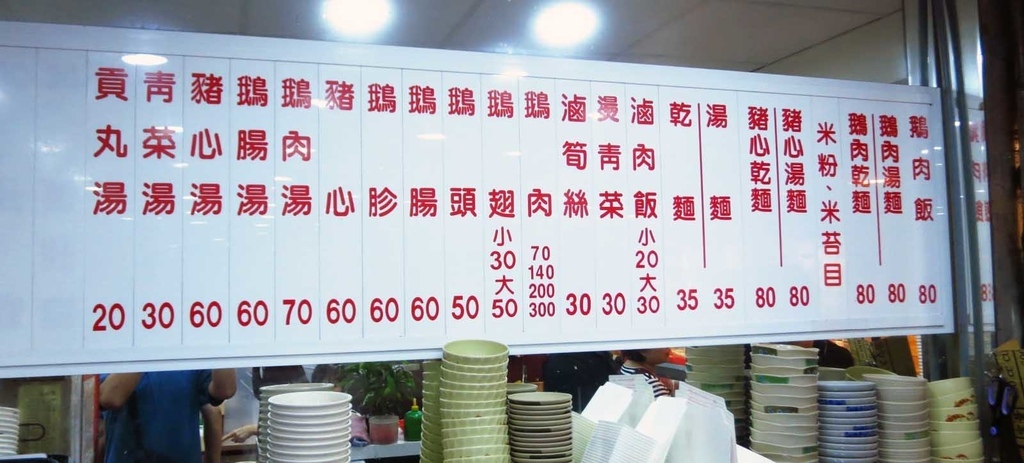 鵝肉飯 80
鵝肉湯麵 80
鵝肉乾麵 80
米粉、米苔目
豬心湯麵 80
豬心乾麵 80
湯麵 35
乾麵 35
滷肉飯 小20大30
燙青菜 30
滷筍絲 30
鵝肉 70 140 200 300
鵝翅 小30大50
鵝頭 50
鵝腸 60
鵝胗 60
豬心 60
鵝肉湯 70
鵝腸湯 60
豬心湯 60
青菜湯 30
貢丸湯 20